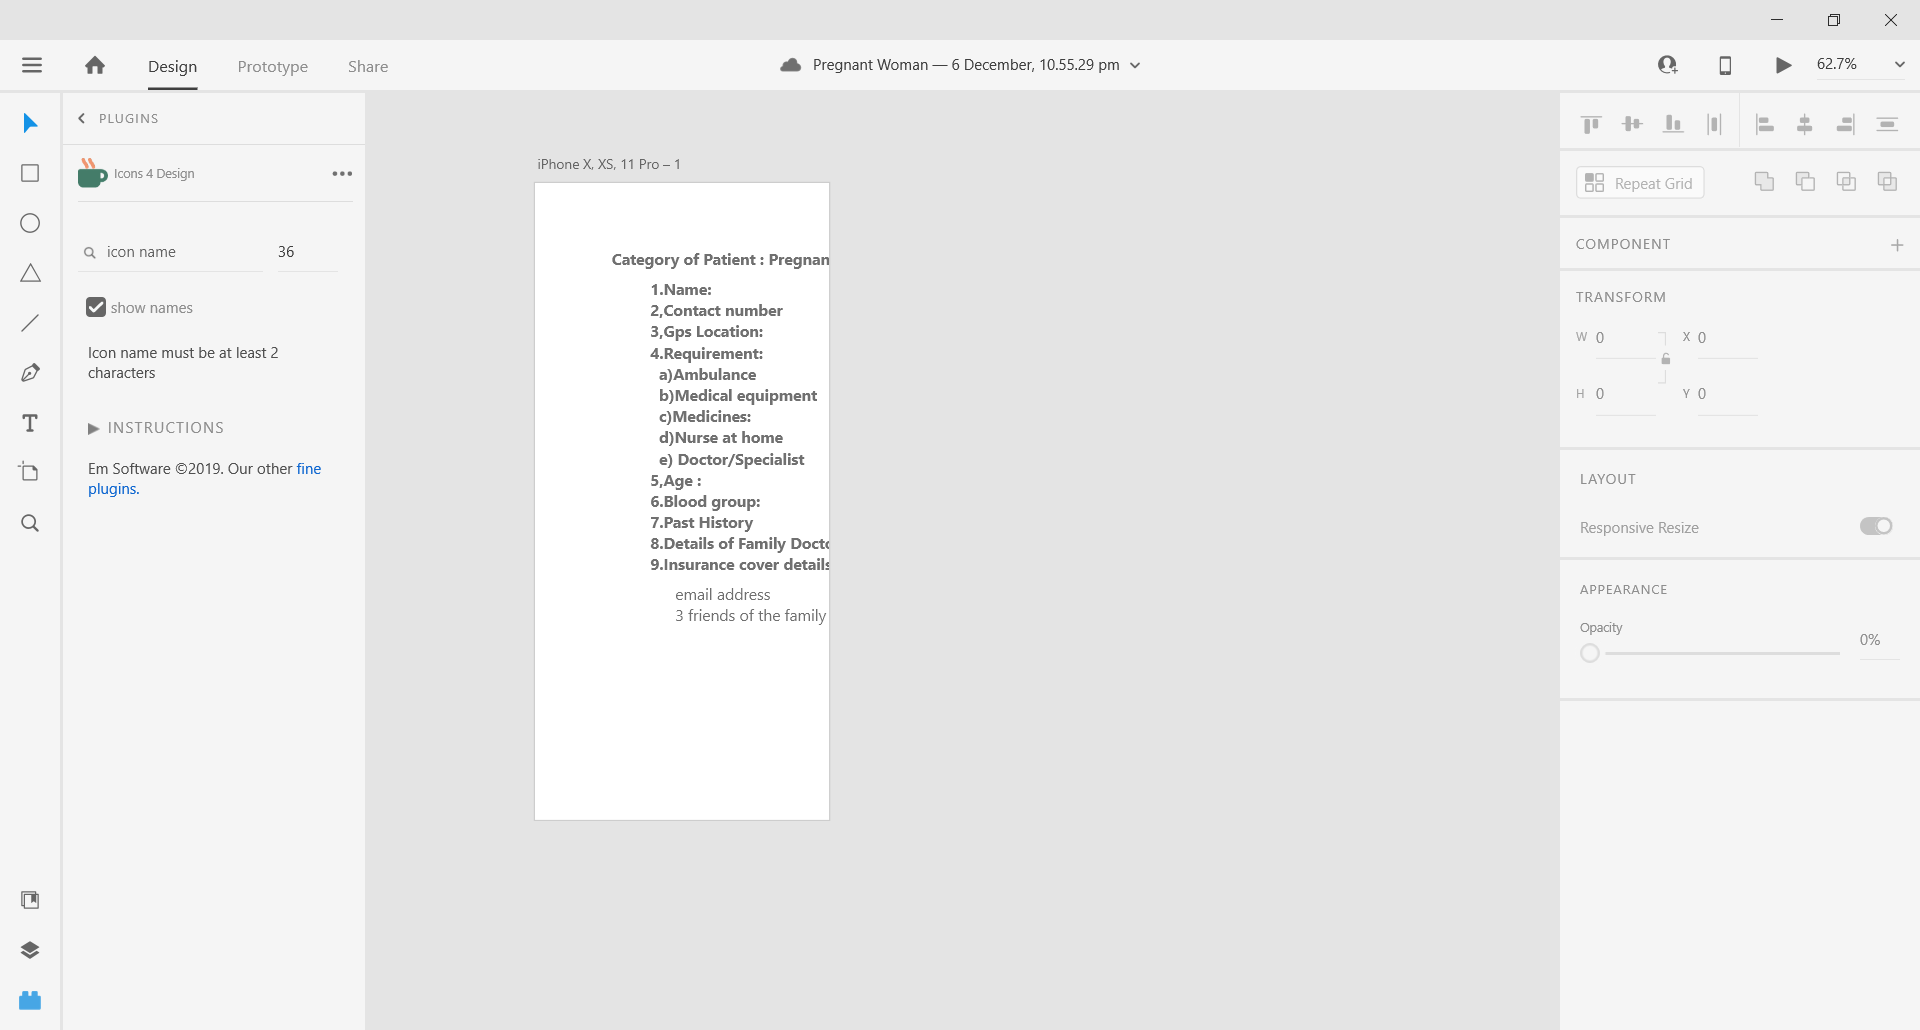 Design
Prototype
Share
Pregnant Woman — 6 December, 10.55.29 pm
62.7%
PLUGINS
Icons 4 Design
icon name
36
show names
Icon name must be at least 2
characters
INSTRUCTIONS
Em Software ©2019. Our other fine
plugins.
iPhone X, XS, 11 Pro – 1
Category of Patient : Pregnan
1.Name:
2,Contact number
3,Gps Location:
4.Requirement:
a)Ambulance
b)Medical equipment
c)Medicines:
d)Nurse at home
e) Doctor/Specialist
5,Age :
6.Blood group:
7.Past History
8.Details of Family Docto
9.Insurance cover details
email address
3 friends of the family
Repeat Grid
COMPONENT
TRANSFORM
W 0
X 0
H 0
Y 0
LAYOUT
Responsive Resize
APPEARANCE
Opacity
0%